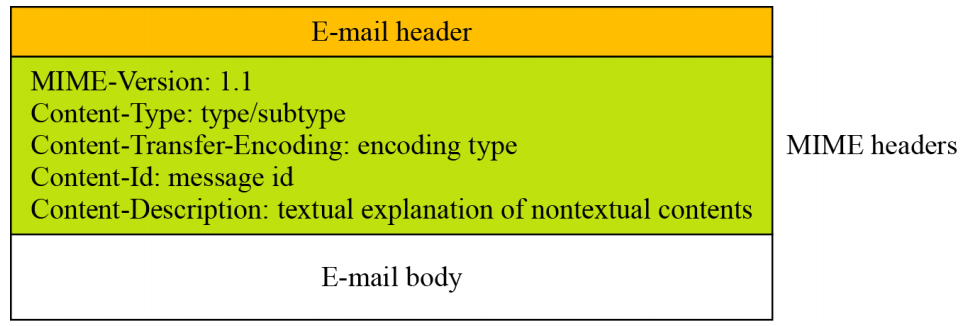 E-mail header
MIME-Version: 1.1
Content-Type: type/subtype
Content-Transfer-Encoding: encoding type
Content-Id: message id
Content-Description: textual explanation of nontextual contents
MIME headers
E-mail body